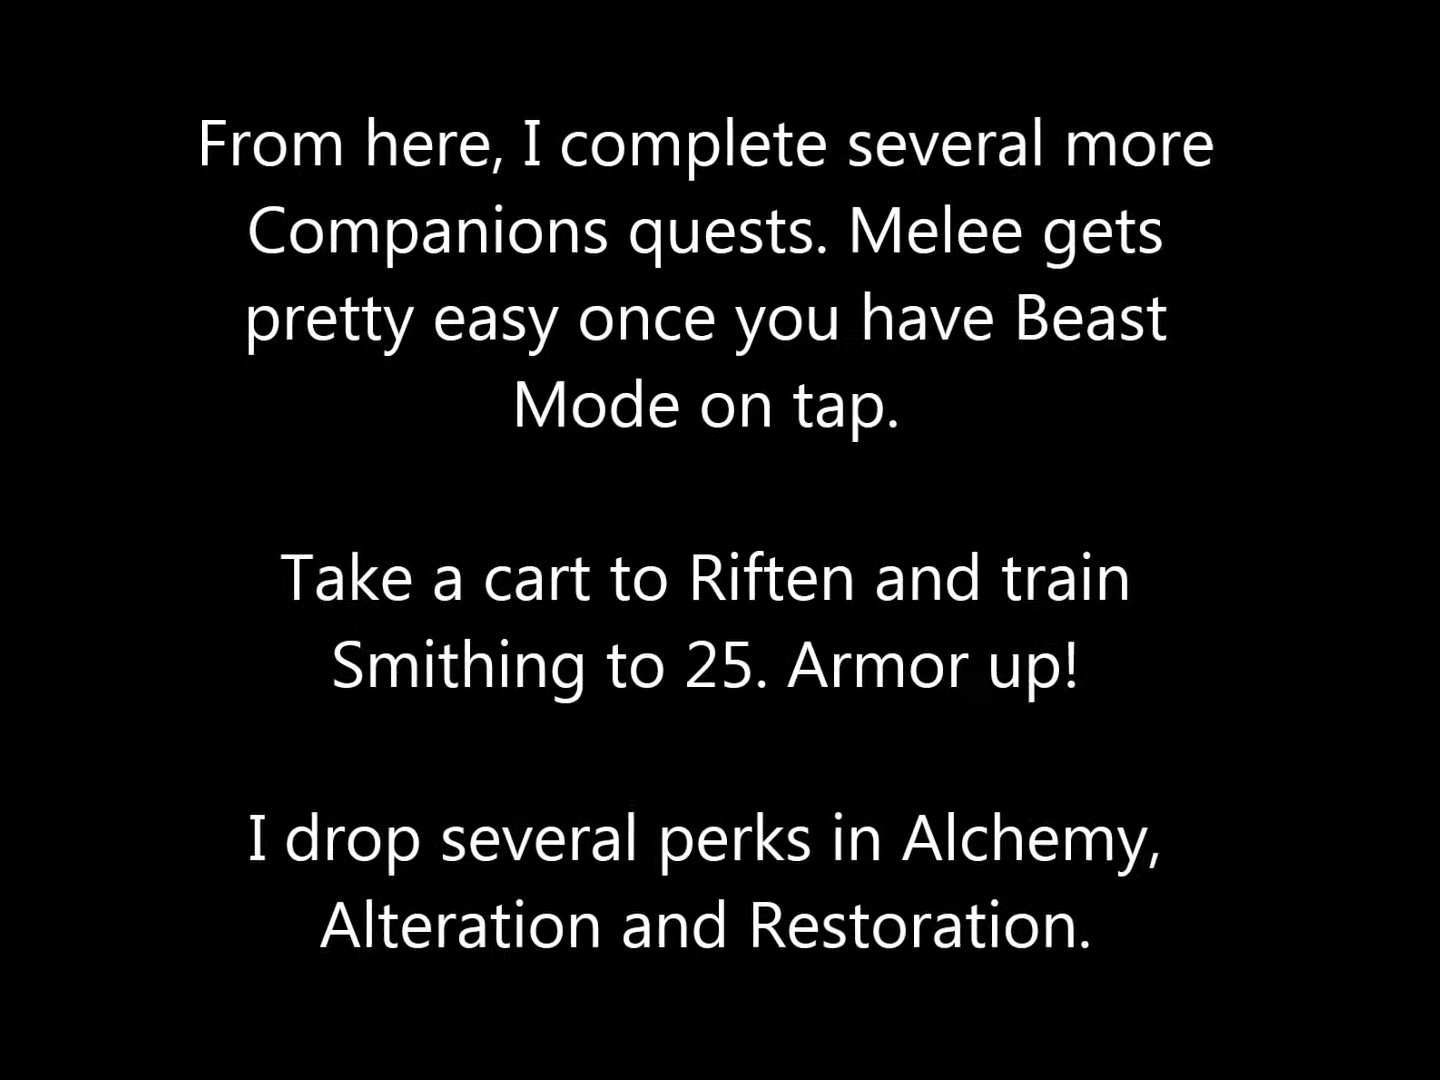 From here, I complete several more
Companions quests. Melee gets
pretty easy once you have Beast
Mode on tap.
Take a cart to Riften and train
Smithing to 25. Armor up!
I drop several perks in Alchemy,
Alteration and Restoration.